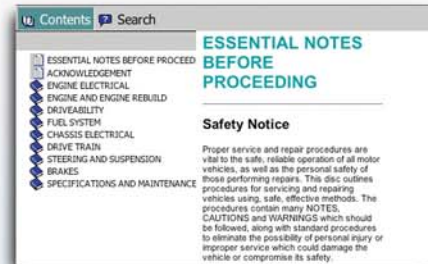 Contents Search
ESSENTIAL NOTES BEFORE PROCEED
ACKNOWLEDGEMENT
ENGINE ELECTRICAL
ENGINE AND ENGINE REBUILD
DRIVEABILITY
FUEL SYSTEM
CHASSIS ELECTRICAL
DRIVE TRAIN
STEERING AND SUSPENSION
BRAKES
SPECIFICATIONS AND MAINTENANCE
ESSENTIAL NOTES
BEFORE
PROCEEDING
Safety Notice
Proper service and repair procedures are
vital to the safe, reliable operation of all motor
vehicles, as well as the personal safety of
those performing repairs. This disc outlines
procedures for servicing and repairing
vehicles using, safe, effective methods. The
procedures contain many NOTES,
CAUTIONS and WARNINGS which should
be followed, along with standard procedures
to eliminate the possibility of personal injury or
improper service which could damage the
vehicle or compromise its safety.